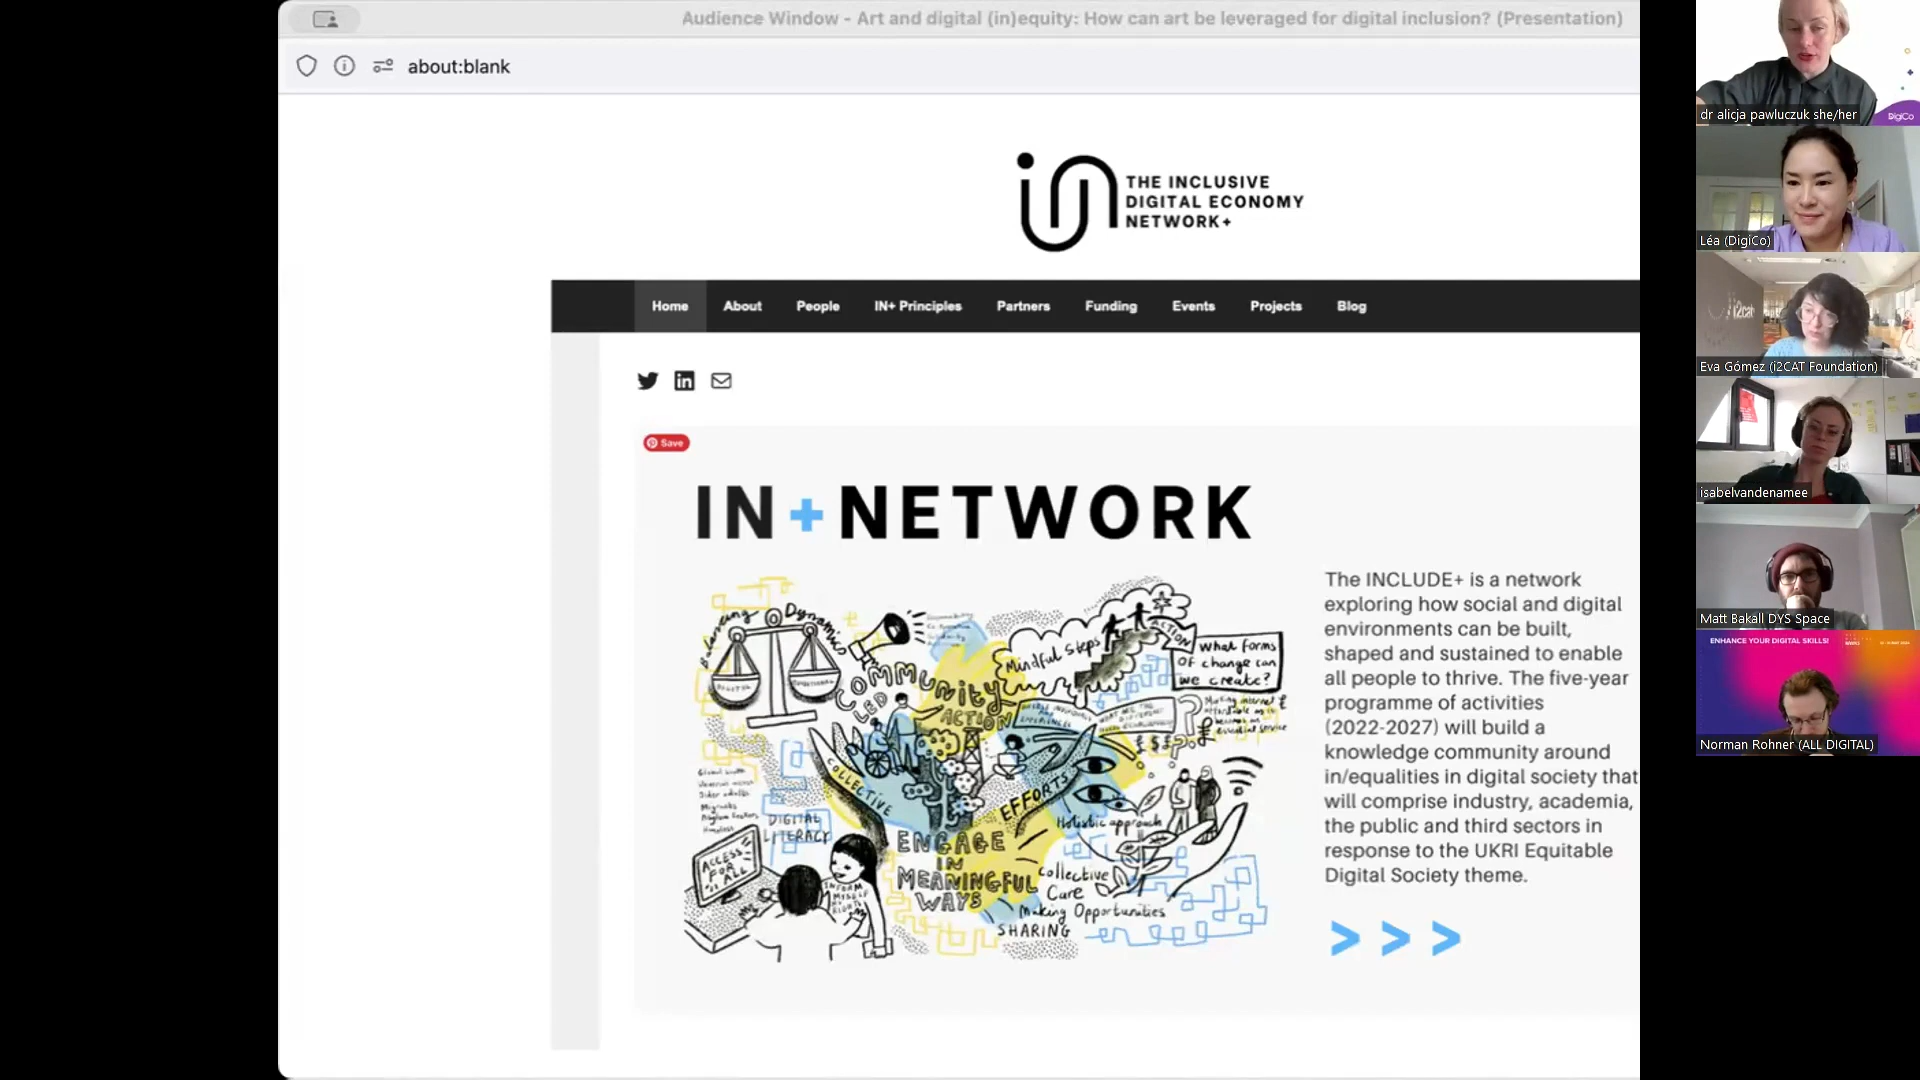 Audience Window - Art and digital (in)equity: How can art be leveraged for digital inclusion? (Presentation)
about:blank
in THE INCLUSIVE
DIGITAL ECONOMY
NETWORK+
Home About People IN+ Principles Partners Funding Events Projects Blog
Save
IN+NETWORK
Balancing
Dynamics
COMMUNITY
LED
ACTION
Mindful Steps
ACTION
What forms
of change can
we create?
COLLECTIVE
EFFORTS
DIGITAL
LITERACY
ACCESS
FOR
ALL
Holistic approach
ENGAGE
IN
MEANINGFUL
WAYS
Collective
Care
Making Opportunities
SHARING
The INCLUDE+ is a network
exploring how social and digital
environments can be built,
shaped and sustained to enable
all people to thrive. The five-year
programme of activities
(2022-2027) will build a
knowledge community around
in/equalities in digital society that
will comprise industry, academia,
the public and third sectors in
response to the UKRI Equitable
Digital Society theme.
> > >
dr alicja pawluczuk she/her
DigiCo
Léa (DigiCo)
i2cat
Eva Gómez (i2CAT Foundation)
isabelvandenamee
Matt Bakall DYS Space
ENHANCE YOUR DIGITAL SKILLS!
Norman Rohner (ALL DIGITAL)